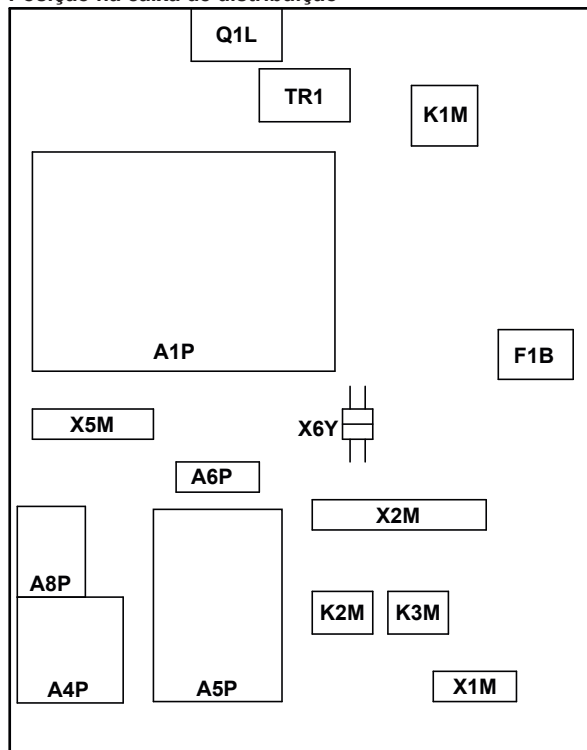 Posição na caixa de distribuição
Q1L
TR1
K1M
A1P
F1B
X5M
X6Y
A6P
X2M
A8P
K2M
K3M
A4P
A5P
X1M